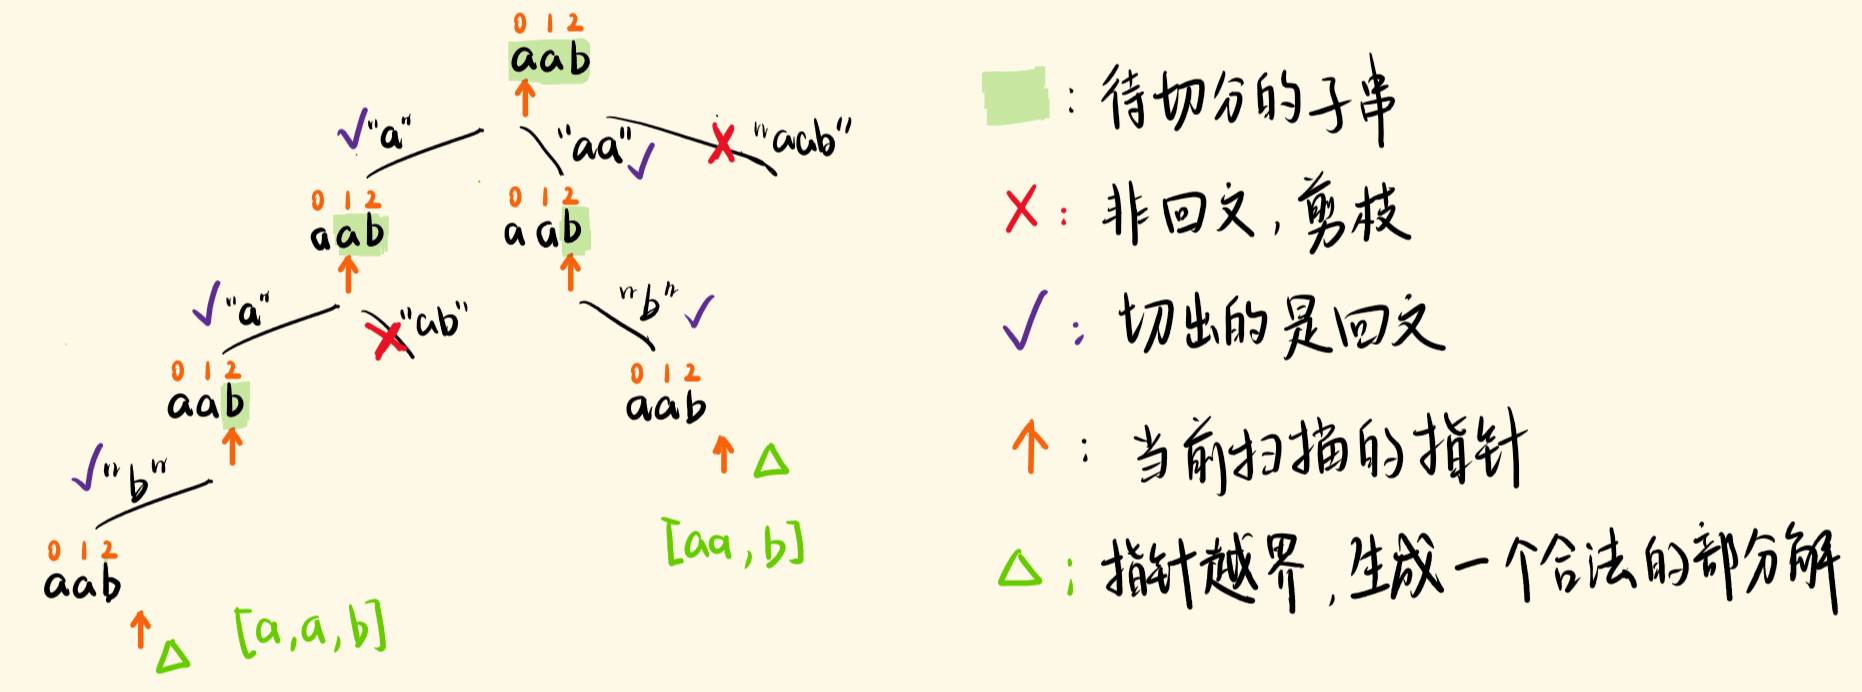 0 1 2
aab
"a"
"aa"
"aab"
0 1 2
aab
0 1 2
aab
"a"
"ab"
"b"
0 1 2
aab
0 1 2
aab
"b"
[aa,b]
0 1 2
aab
[a,a,b]
: 待切分的子串
: 非回文,剪枝
: 切出的是回文
: 当前扫描的指针
: 指针越界,生成一个合法的部分解